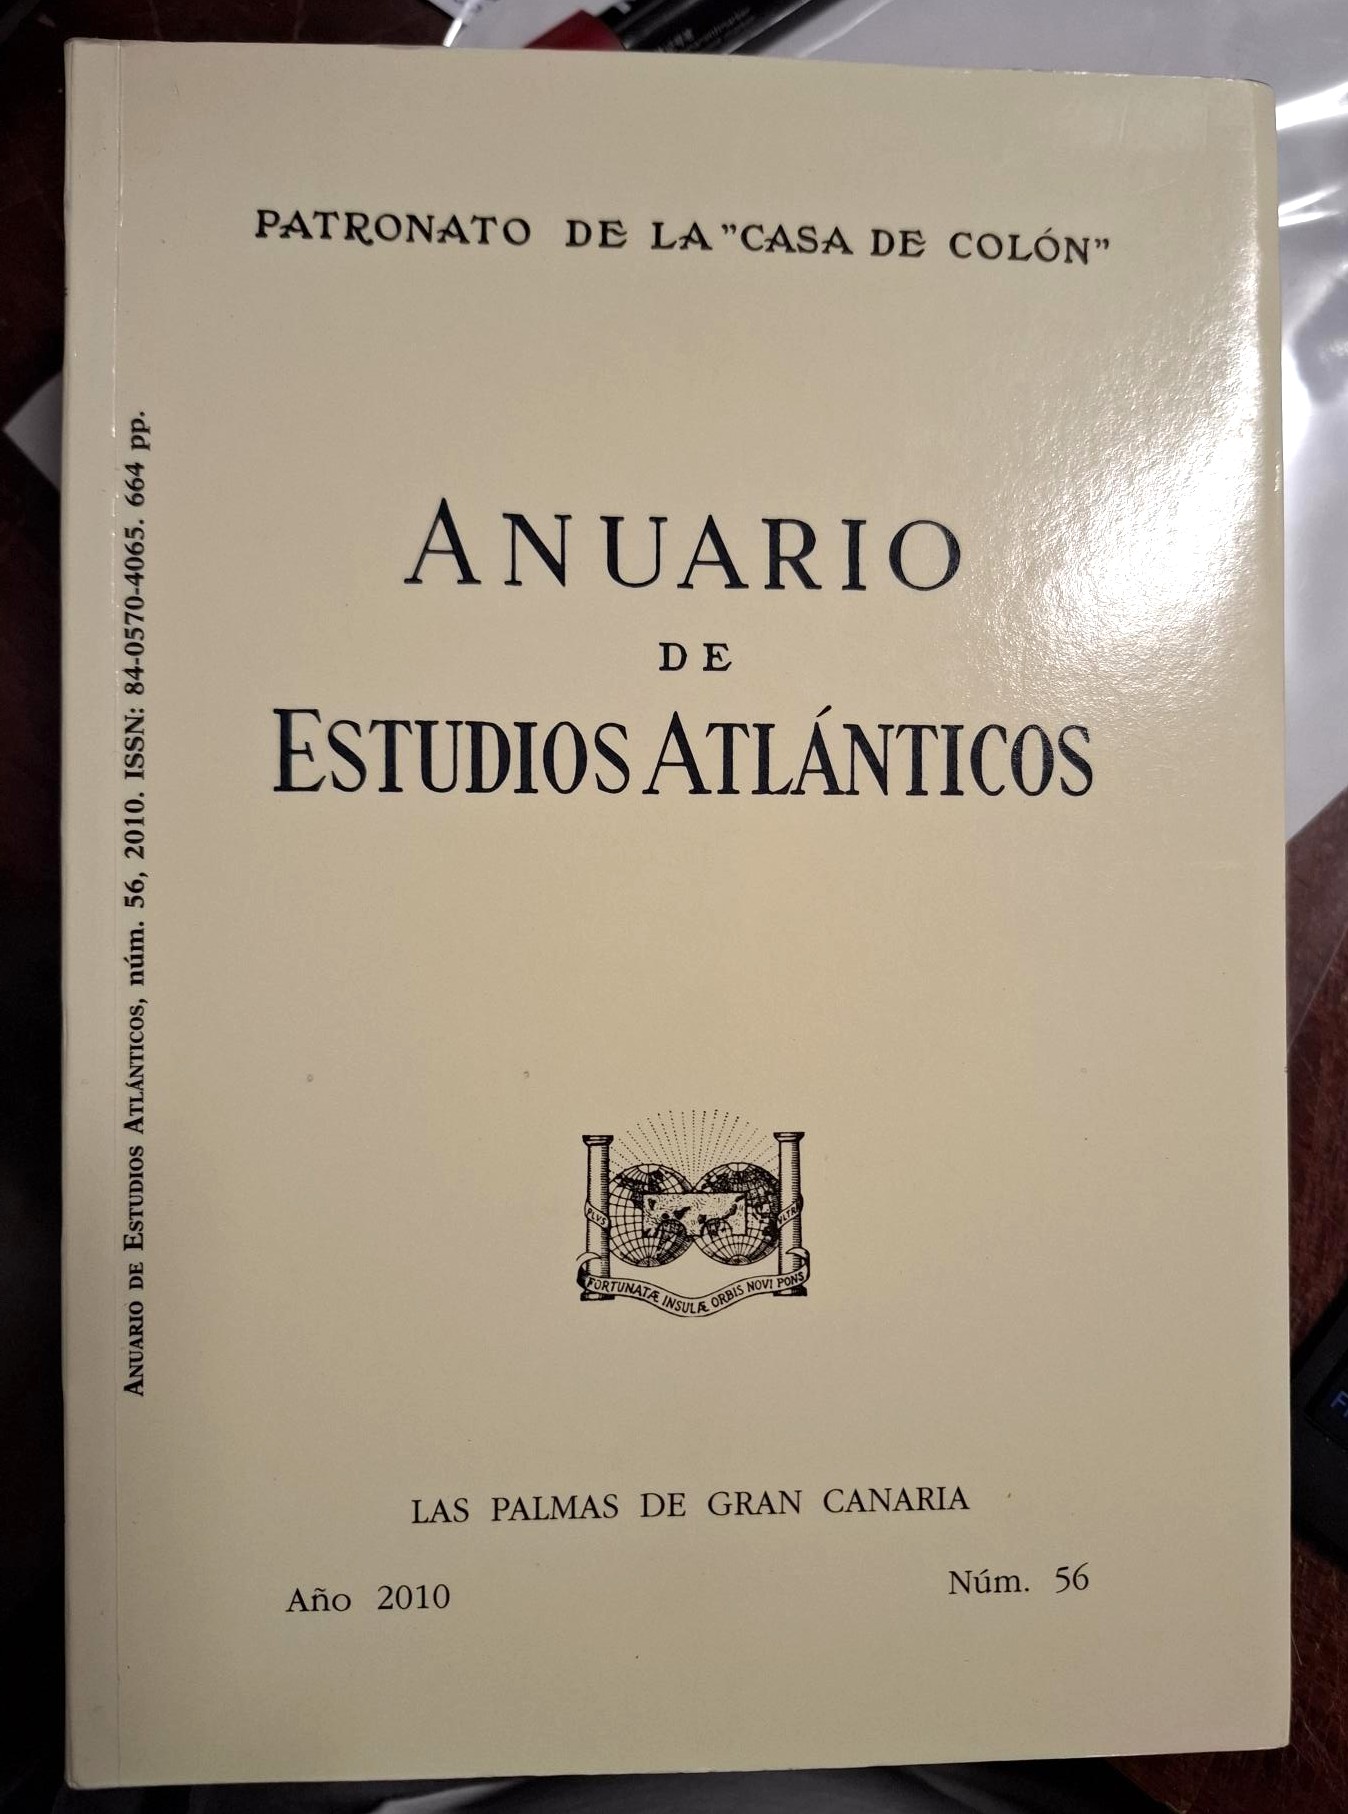 PATRONATO DE LA "CASA DE COLÓN"
ANUARIO
DE
ESTUDIOS ATLÁNTICOS
PLVS
VLTRA
FORTUNATÆ INSULÆ ORBIS NOVI PONS
LAS PALMAS DE GRAN CANARIA
Año 2010
Núm. 56
ANUARIO DE ESTUDIOS ATLÁNTICOS, núm. 56, 2010. ISSN: 84-0570-4065. 664 pp.